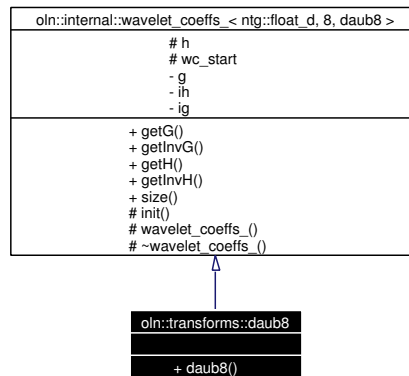 oln::internal::wavelet_coeffs_< ntg::float_d, 8, daub8 >
# h
# wc_start
- g
- ih
- ig
+ getG()
+ getInvG()
+ getH()
+ getInvH()
+ size()
# init()
# wavelet_coeffs_()
# ~wavelet_coeffs_()
oln::transforms::daub8
+ daub8()